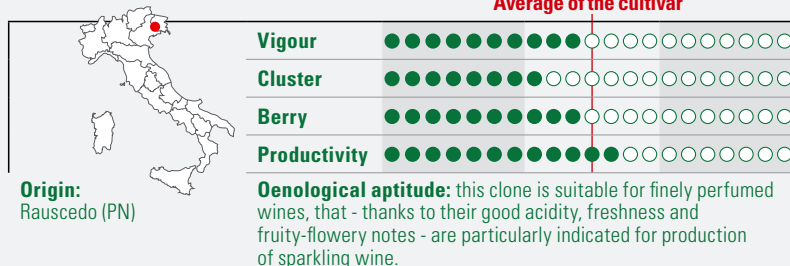 Average of the cultivar
Vigour
Cluster
Berry
Productivity
Origin:
Rauscedo (PN)
Oenological aptitude: this clone is suitable for finely perfumed
wines, that - thanks to their good acidity, freshness and
fruity-flowery notes - are particularly indicated for production
of sparkling wine.